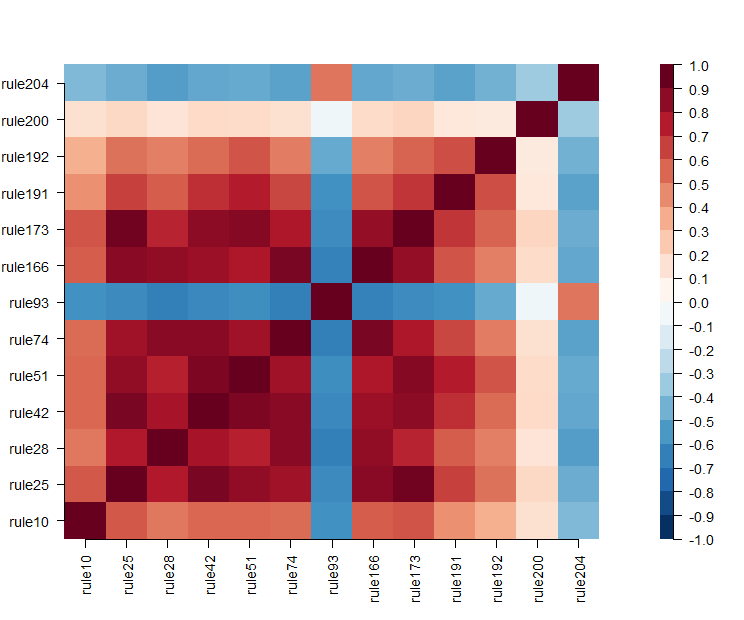 rule204
rule200
rule192
rule191
rule173
rule166
rule93
rule74
rule51
rule42
rule28
rule25
rule10
rule10
rule25
rule28
rule42
rule51
rule74
rule93
rule166
rule173
rule191
rule192
rule200
rule204
1.0
0.9
0.8
0.7
0.6
0.5
0.4
0.3
0.2
0.1
0.0
-0.1
-0.2
-0.3
-0.4
-0.5
-0.6
-0.7
-0.8
-0.9
-1.0